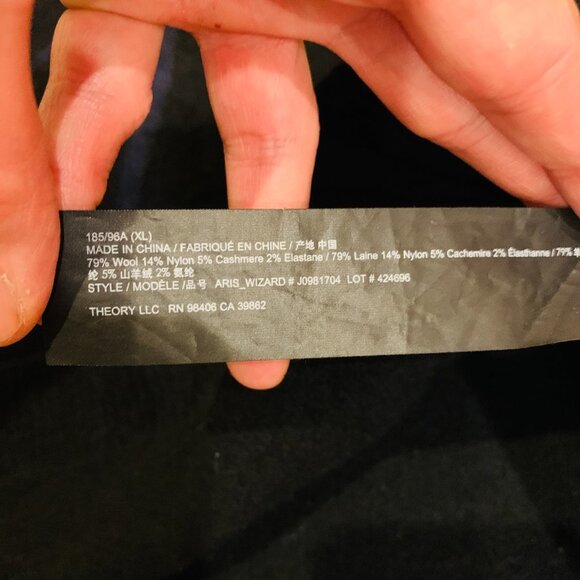 185/96A (XL)
MADE IN CHINA / FABRIQUÉ EN CHINE / 产地 中国
79% Wool 14% Nylon 5% Cashmere 2% Elastane / 79% Laine 14% Nylon 5% Cachemire 2% Élasthanne / 79% 羊
纶 5% 山羊绒 2% 氨纶
STYLE / MODÈLE /品号 ARIS_WIZARD # J0981704 LOT # 424696
THEORY LLC RN 98406 CA 39862